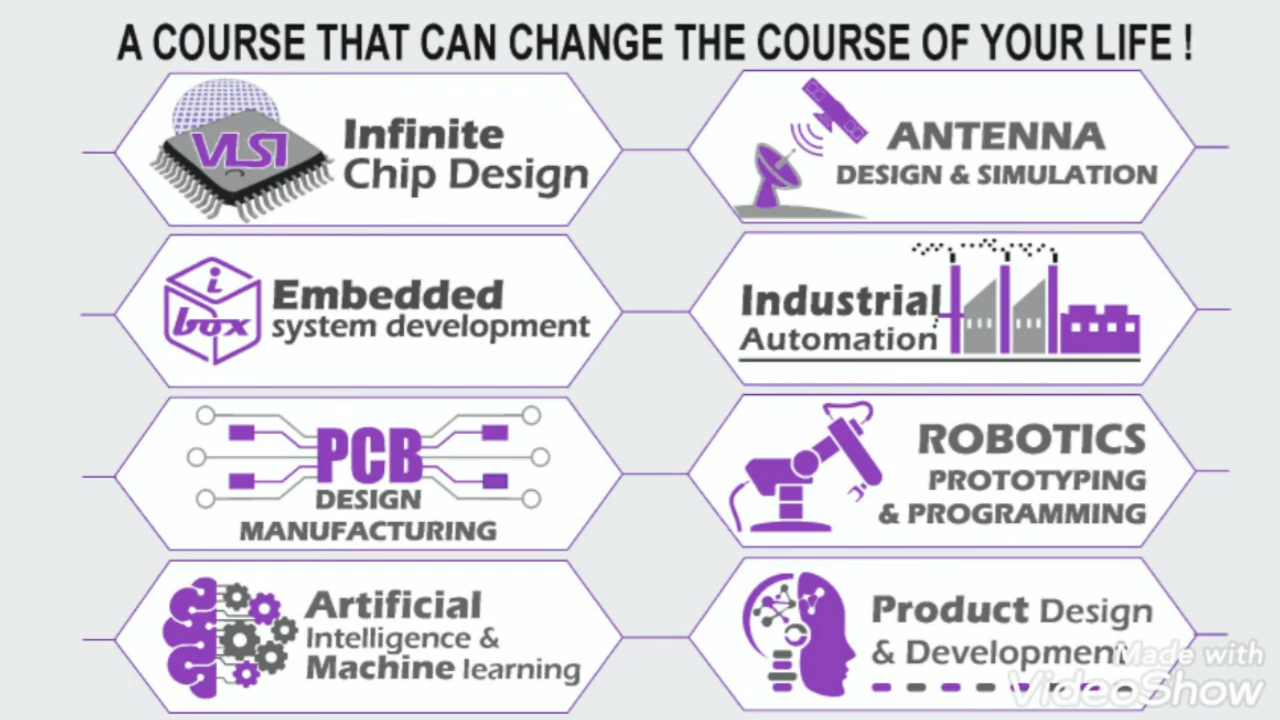 A COURSE THAT CAN CHANGE THE COURSE OF YOUR LIFE !
VLSI
Infinite
Chip Design
ANTENNA
DESIGN & SIMULATION
i
box
Embedded
system development
Industrial
Automation
PCB
DESIGN
MANUFACTURING
ROBOTICS
PROTOTYPING
& PROGRAMMING
Artificial
Intelligence &
Machine learning
Product Design
& Development
Made with
VideoShow